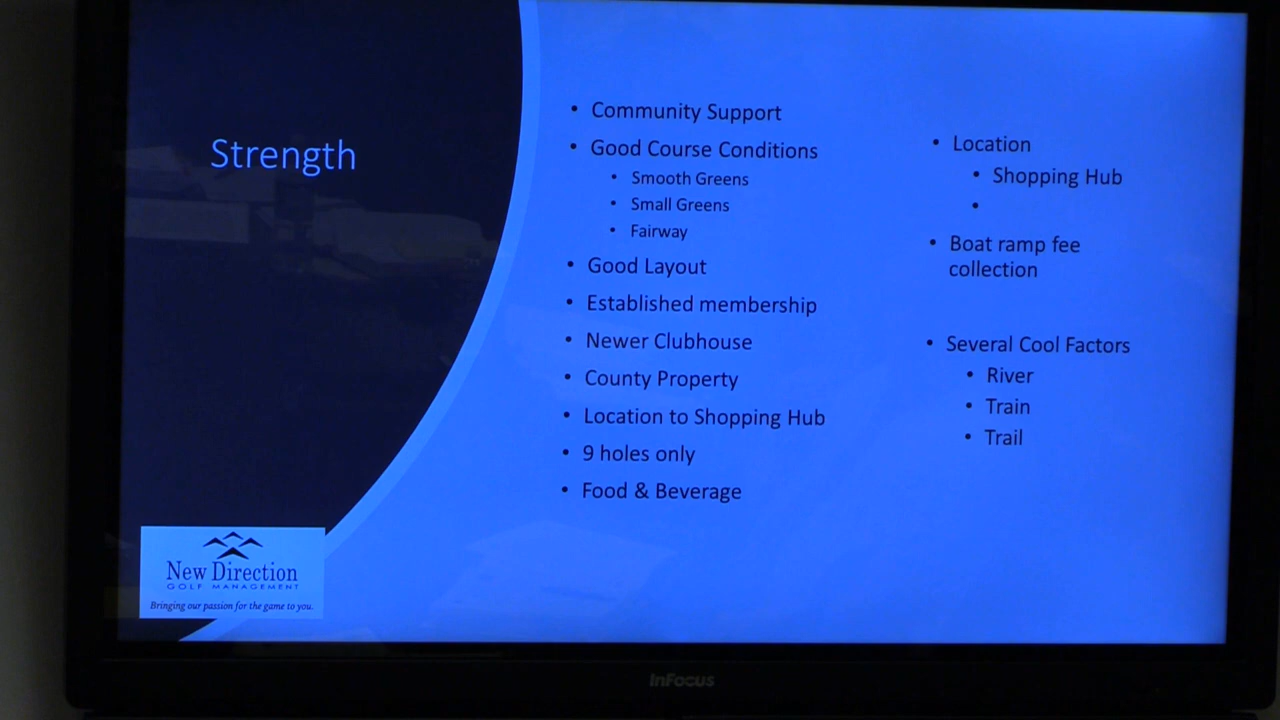 Strength
• Community Support
• Good Course Conditions
• Smooth Greens
• Small Greens
• Fairway
• Good Layout
• Established membership
• Newer Clubhouse
• County Property
• Location to Shopping Hub
• 9 holes only
• Food & Beverage
• Location
• Shopping Hub
•
• Boat ramp fee
collection
• Several Cool Factors
• River
• Train
• Trail
New Direction
GOLF MANAGEMENT
Bringing our passion for the game to you.
InFocus